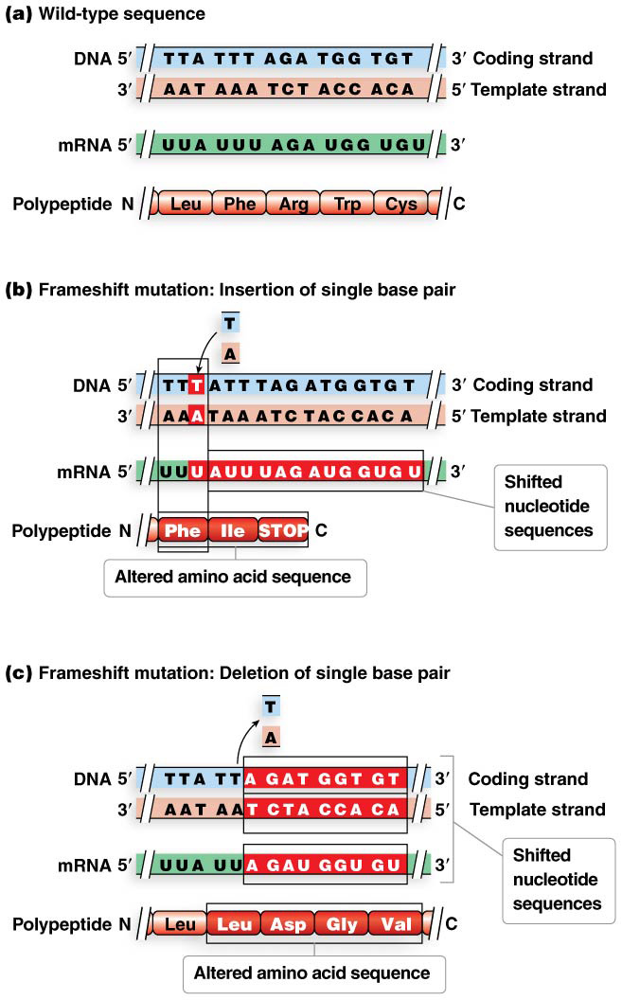 (a) Wild-type sequence
DNA 5′ TTA TTT AGA TGG TGT 3′ Coding strand
3′ AAT AAA TCT ACC ACA 5′ Template strand
mRNA 5′ UUA UUU AGA UGG UGU 3′
Polypeptide N Leu Phe Arg Trp Cys C
(b) Frameshift mutation: Insertion of single base pair
T
A
DNA 5′ TTT ATT TAG ATG GTG T 3′ Coding strand
3′ AAA TAA ATC TAC CAC A 5′ Template strand
mRNA 5′ UUU AUU UAG AUG GUG U 3′
Shifted
nucleotide
sequences
Polypeptide N Phe Ile STOP C
Altered amino acid sequence
(c) Frameshift mutation: Deletion of single base pair
T
A
DNA 5′ TTA TTA GAT GGT GT 3′ Coding strand
3′ AAT AAT CTA CCA CA 5′ Template strand
mRNA 5′ UUA UUA GAU GGU GU 3′
Shifted
nucleotide
sequences
Polypeptide N Leu Leu Asp Gly Val C
Altered amino acid sequence